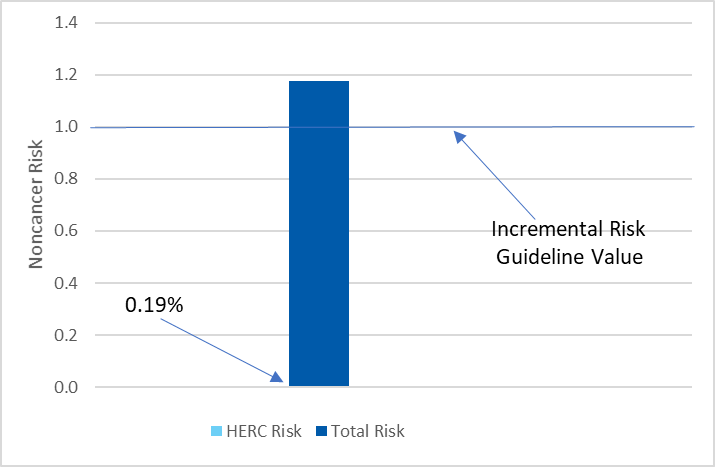 1.4
1.2
1.0
0.8
0.6
0.4
0.2
0.0
Noncancer Risk
Incremental Risk
Guideline Value
0.19%
HERC Risk
Total Risk